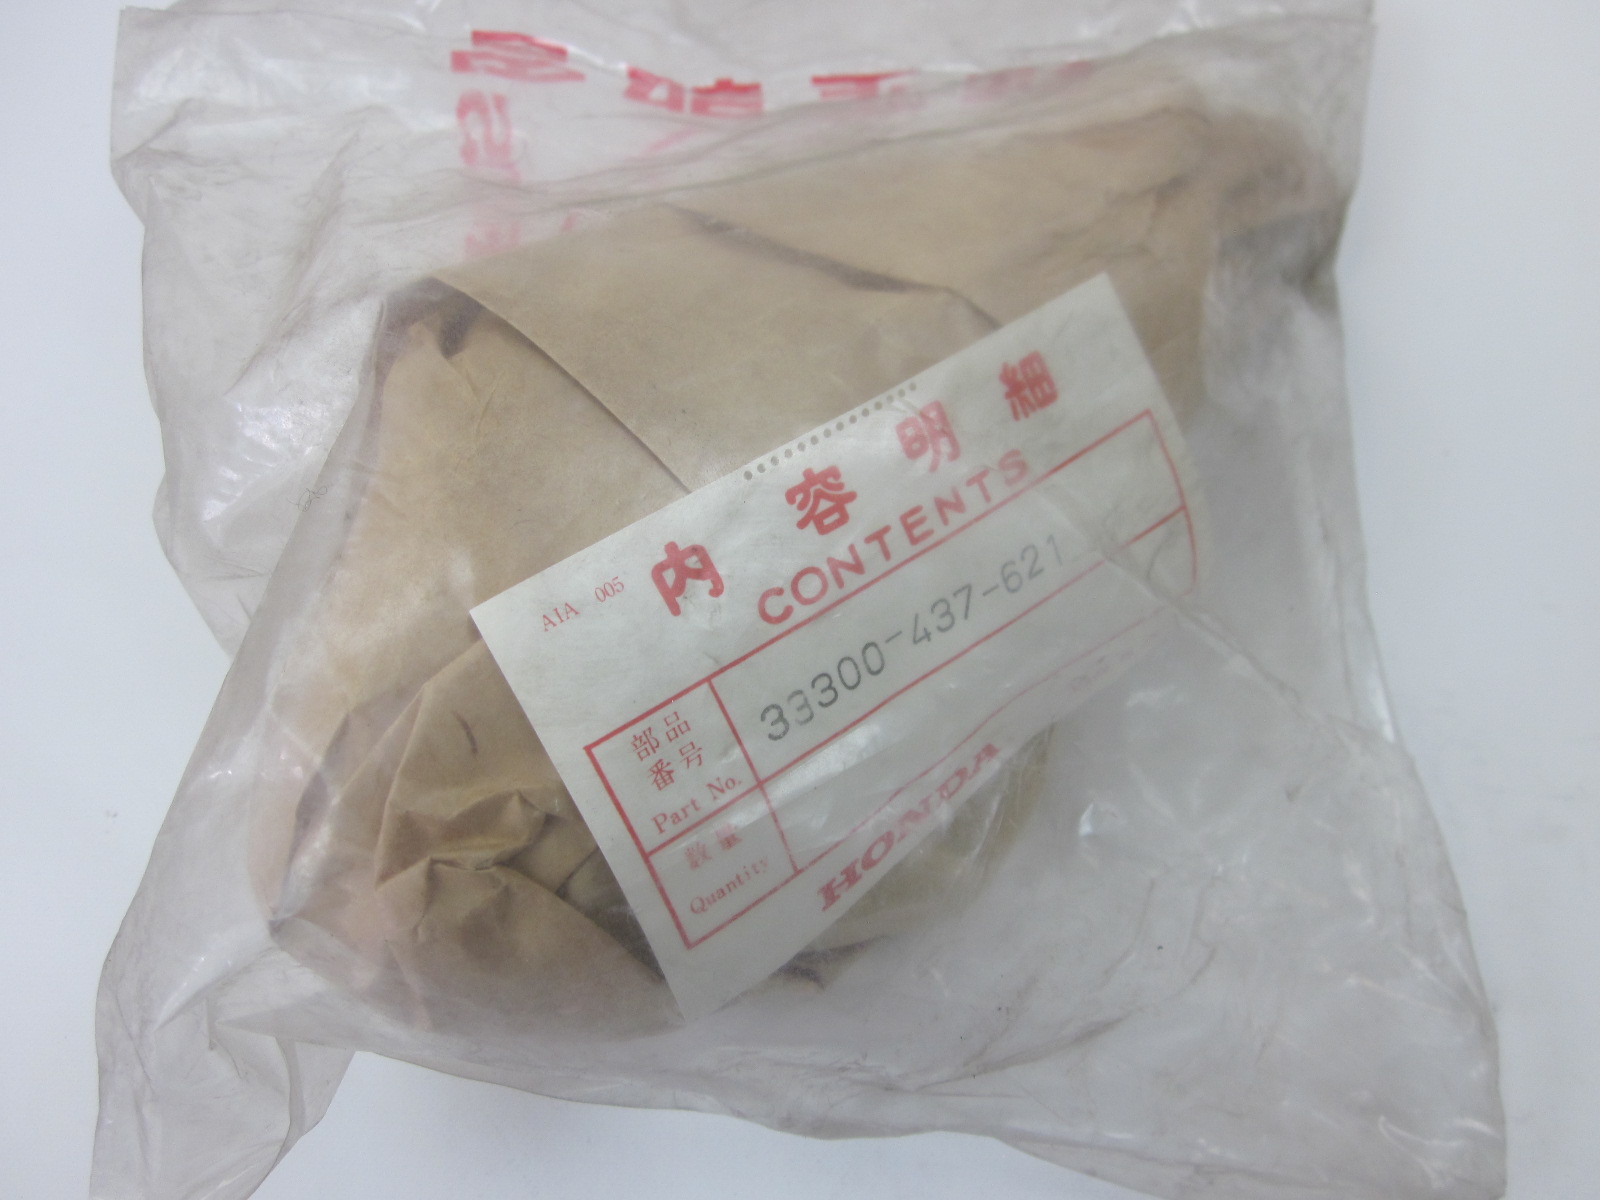 内容明細
AIA 005
CONTENTS
部品
番号
Part No.
33300-437-621
数量
Quantity
HONDA